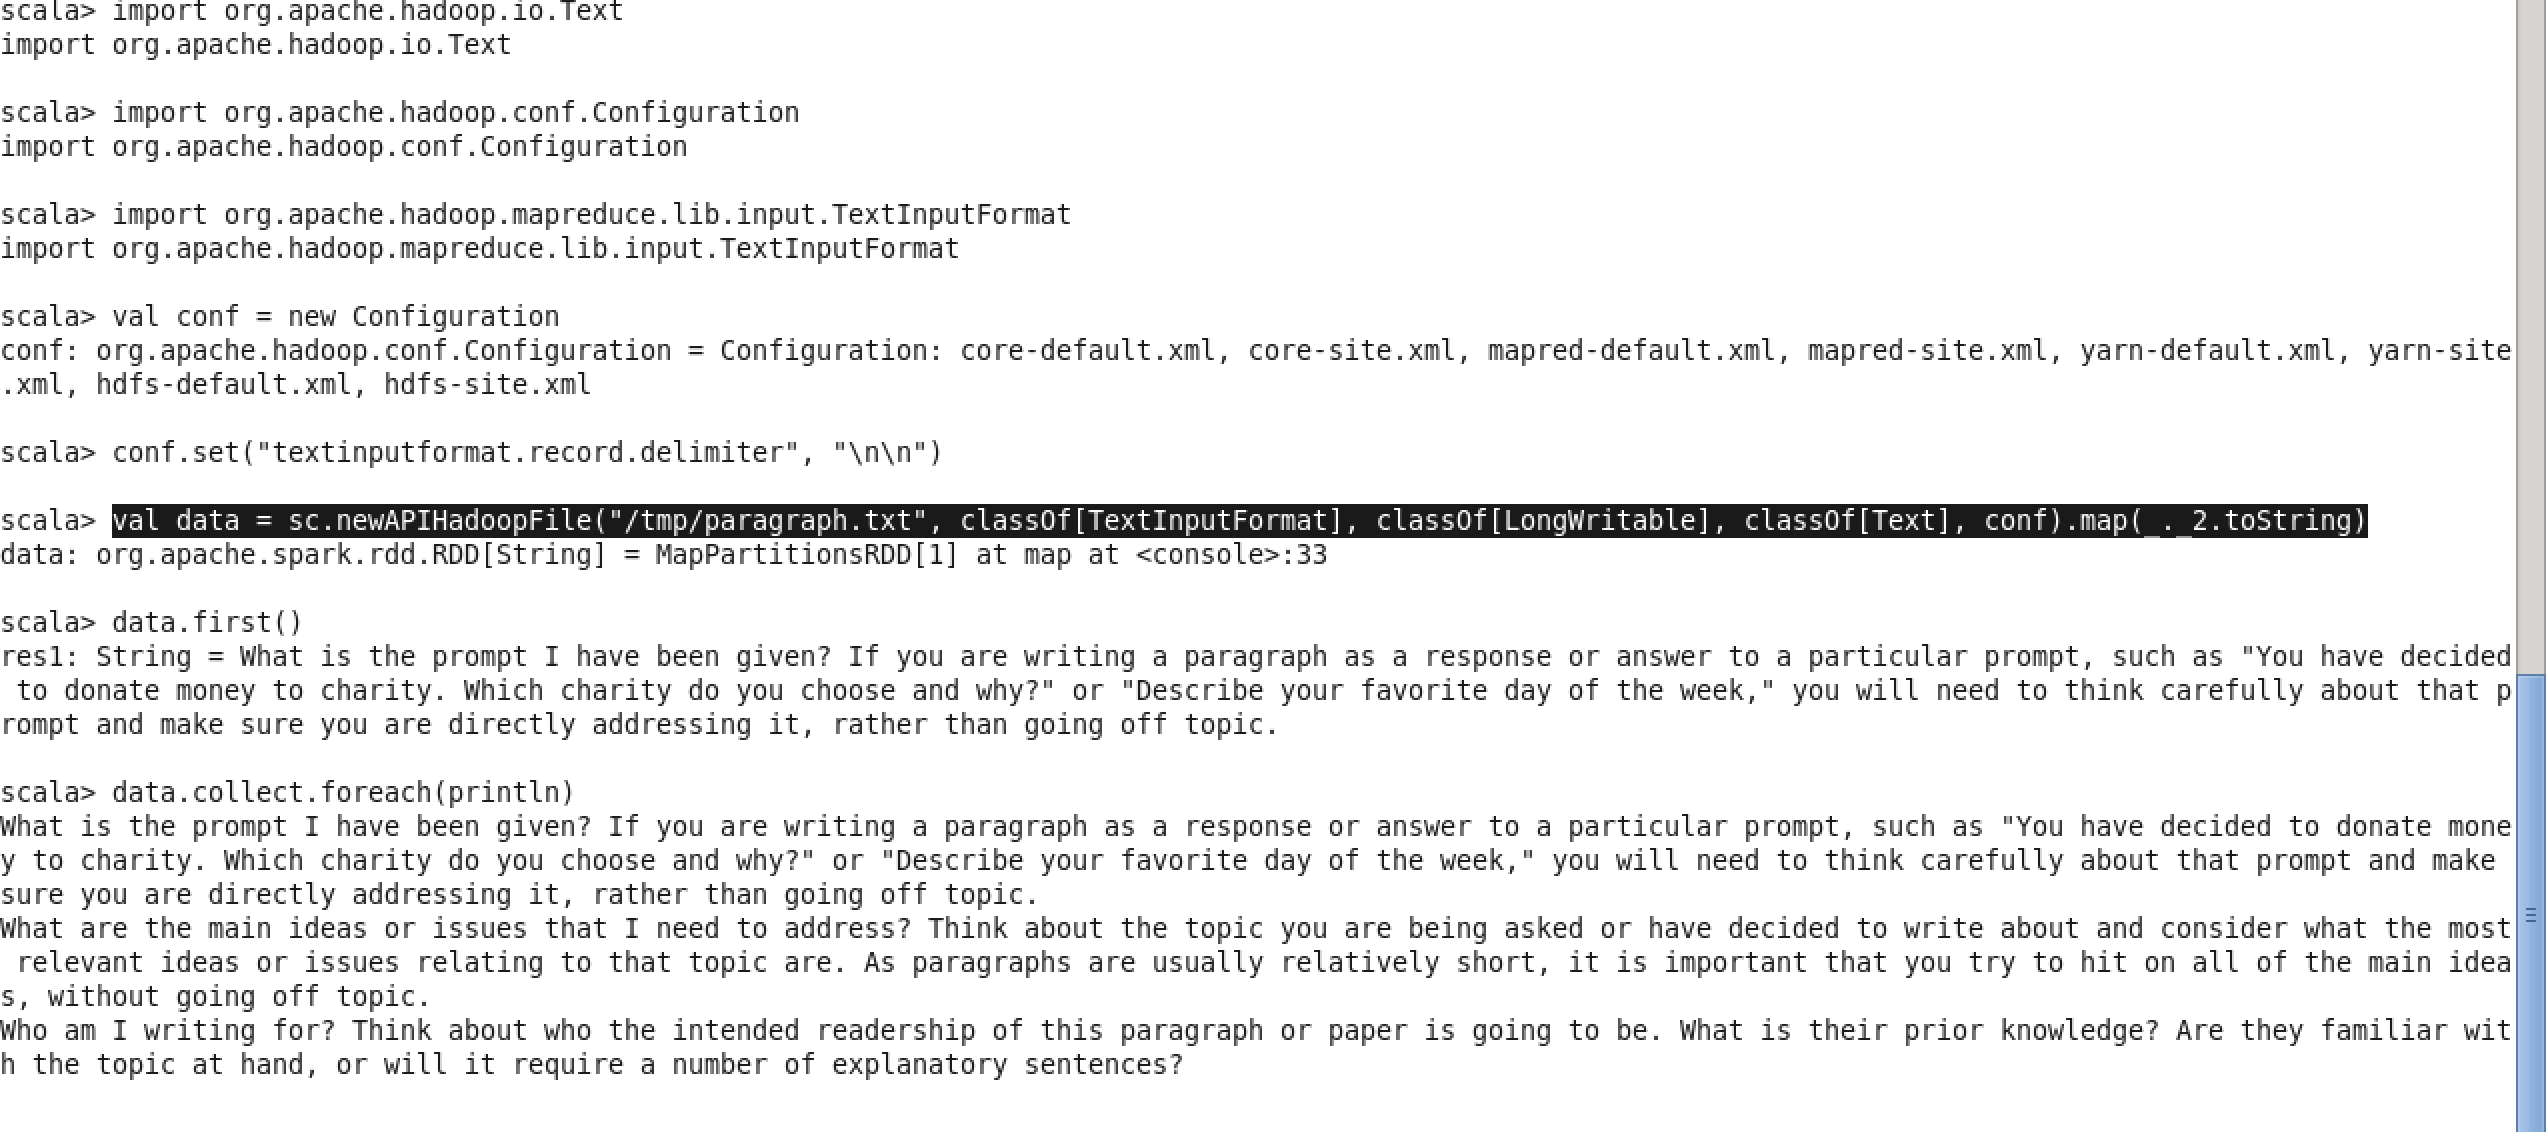 scala> import org.apache.hadoop.io.Text
import org.apache.hadoop.io.Text
scala> import org.apache.hadoop.conf.Configuration
import org.apache.hadoop.conf.Configuration
scala> import org.apache.hadoop.mapreduce.lib.input.TextInputFormat
import org.apache.hadoop.mapreduce.lib.input.TextInputFormat
scala> val conf = new Configuration
conf: org.apache.hadoop.conf.Configuration = Configuration: core-default.xml, core-site.xml, mapred-default.xml, mapred-site.xml, yarn-default.xml, yarn-site
.xml, hdfs-default.xml, hdfs-site.xml
scala> conf.set("textinputformat.record.delimiter", "\n\n")
scala> val data = sc.newAPIHadoopFile("/tmp/paragraph.txt", classOf[TextInputFormat], classOf[LongWritable], classOf[Text], conf).map(_._2.toString)
data: org.apache.spark.rdd.RDD[String] = MapPartitionsRDD[1] at map at <console>:33
scala> data.first()
res1: String = What is the prompt I have been given? If you are writing a paragraph as a response or answer to a particular prompt, such as "You have decided
 to donate money to charity. Which charity do you choose and why?" or "Describe your favorite day of the week," you will need to think carefully about that p
rompt and make sure you are directly addressing it, rather than going off topic.
scala> data.collect.foreach(println)
What is the prompt I have been given? If you are writing a paragraph as a response or answer to a particular prompt, such as "You have decided to donate mone
y to charity. Which charity do you choose and why?" or "Describe your favorite day of the week," you will need to think carefully about that prompt and make
sure you are directly addressing it, rather than going off topic.
What are the main ideas or issues that I need to address? Think about the topic you are being asked or have decided to write about and consider what the most
 relevant ideas or issues relating to that topic are. As paragraphs are usually relatively short, it is important that you try to hit on all of the main idea
s, without going off topic.
Who am I writing for? Think about who the intended readership of this paragraph or paper is going to be. What is their prior knowledge? Are they familiar wit
h the topic at hand, or will it require a number of explanatory sentences?